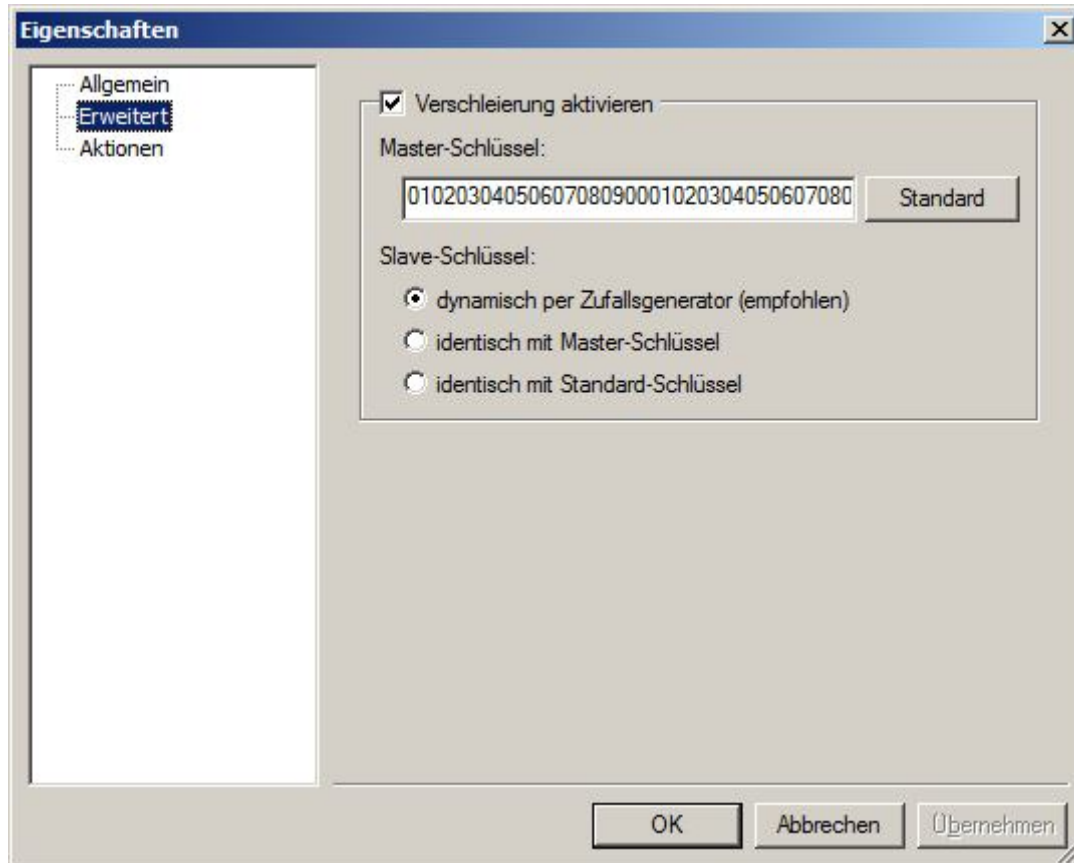 Eigenschaften
Allgemein
Erweitert
Aktionen
Verschleierung aktivieren
Master-Schlüssel:
0102030405060708090001020304050607080
Standard
Slave-Schlüssel:
dynamisch per Zufallsgenerator (empfohlen)
identisch mit Master-Schlüssel
identisch mit Standard-Schlüssel
OK
Abbrechen
Übernehmen